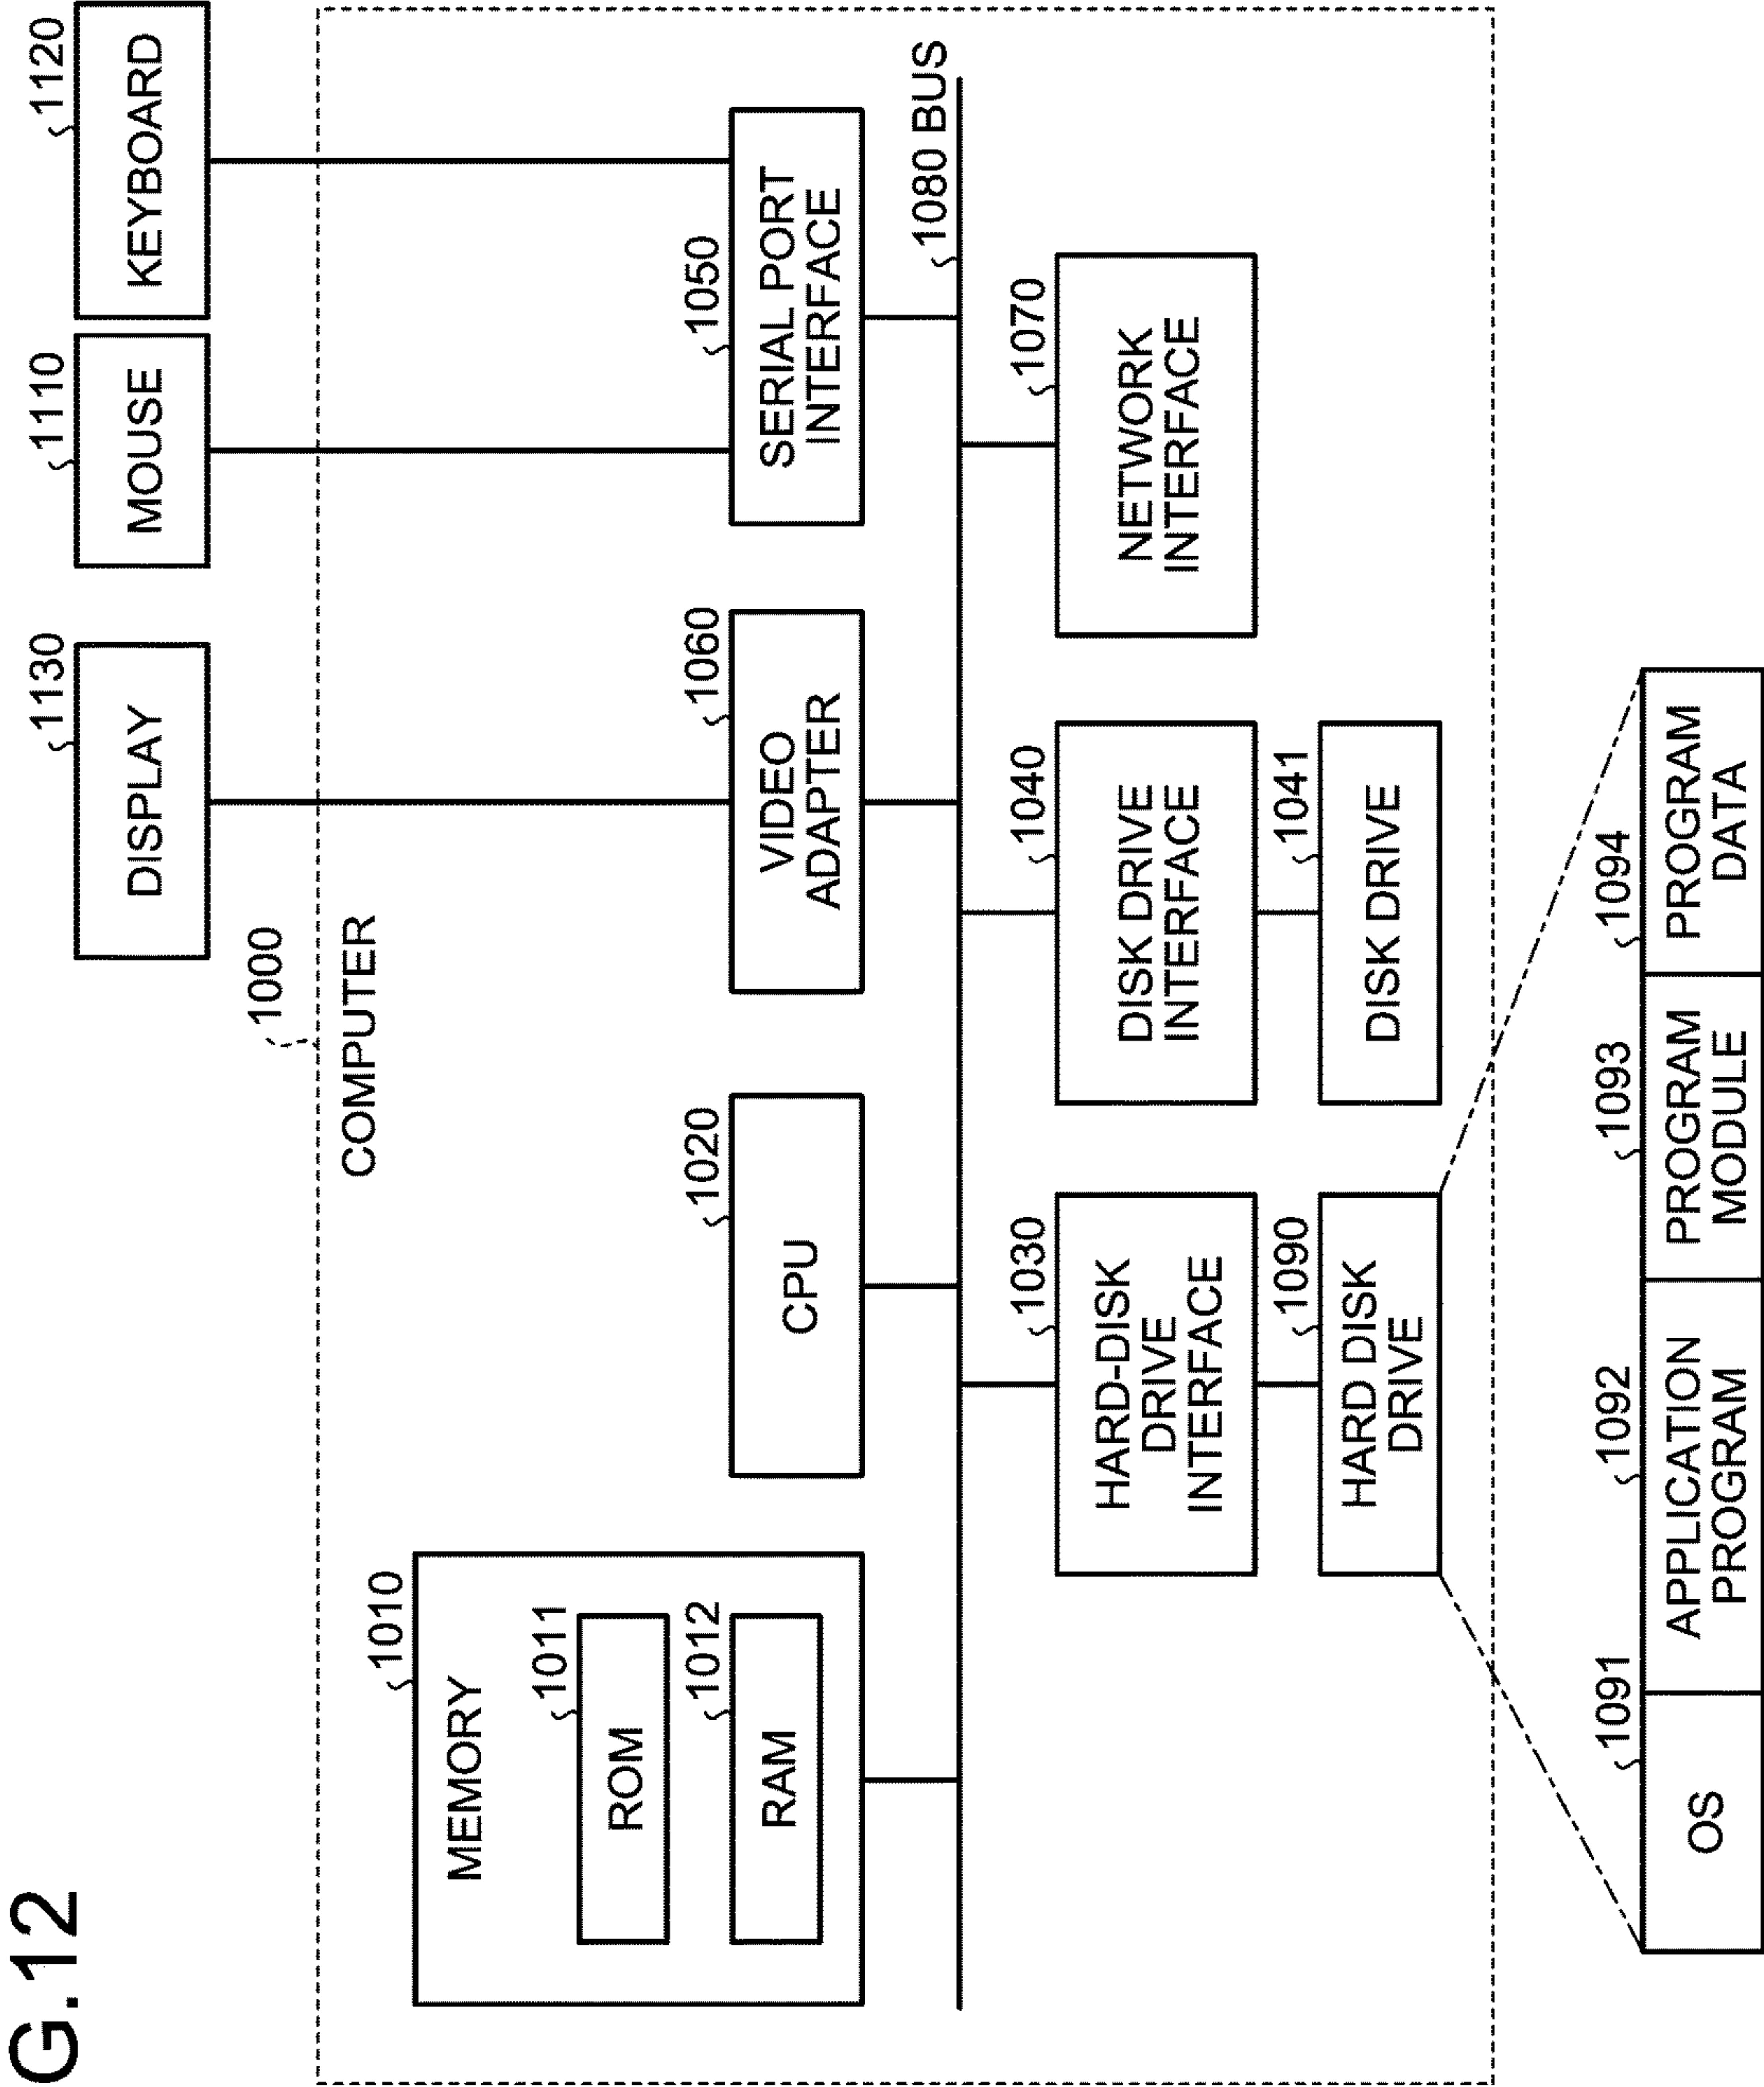 G.12
1130
DISPLAY
1110
MOUSE
1120
KEYBOARD
1000
COMPUTER
1010
MEMORY
1011
ROM
1012
RAM
1020
CPU
1060
VIDEO
ADAPTER
1050
SERIAL PORT
INTERFACE
1080 BUS
1030
HARD-DISK
DRIVE
INTERFACE
1040
DISK DRIVE
INTERFACE
1070
NETWORK
INTERFACE
1090
HARD DISK
DRIVE
1041
DISK DRIVE
1091
OS
1092
APPLICATION
PROGRAM
1093
PROGRAM
MODULE
1094
PROGRAM
DATA